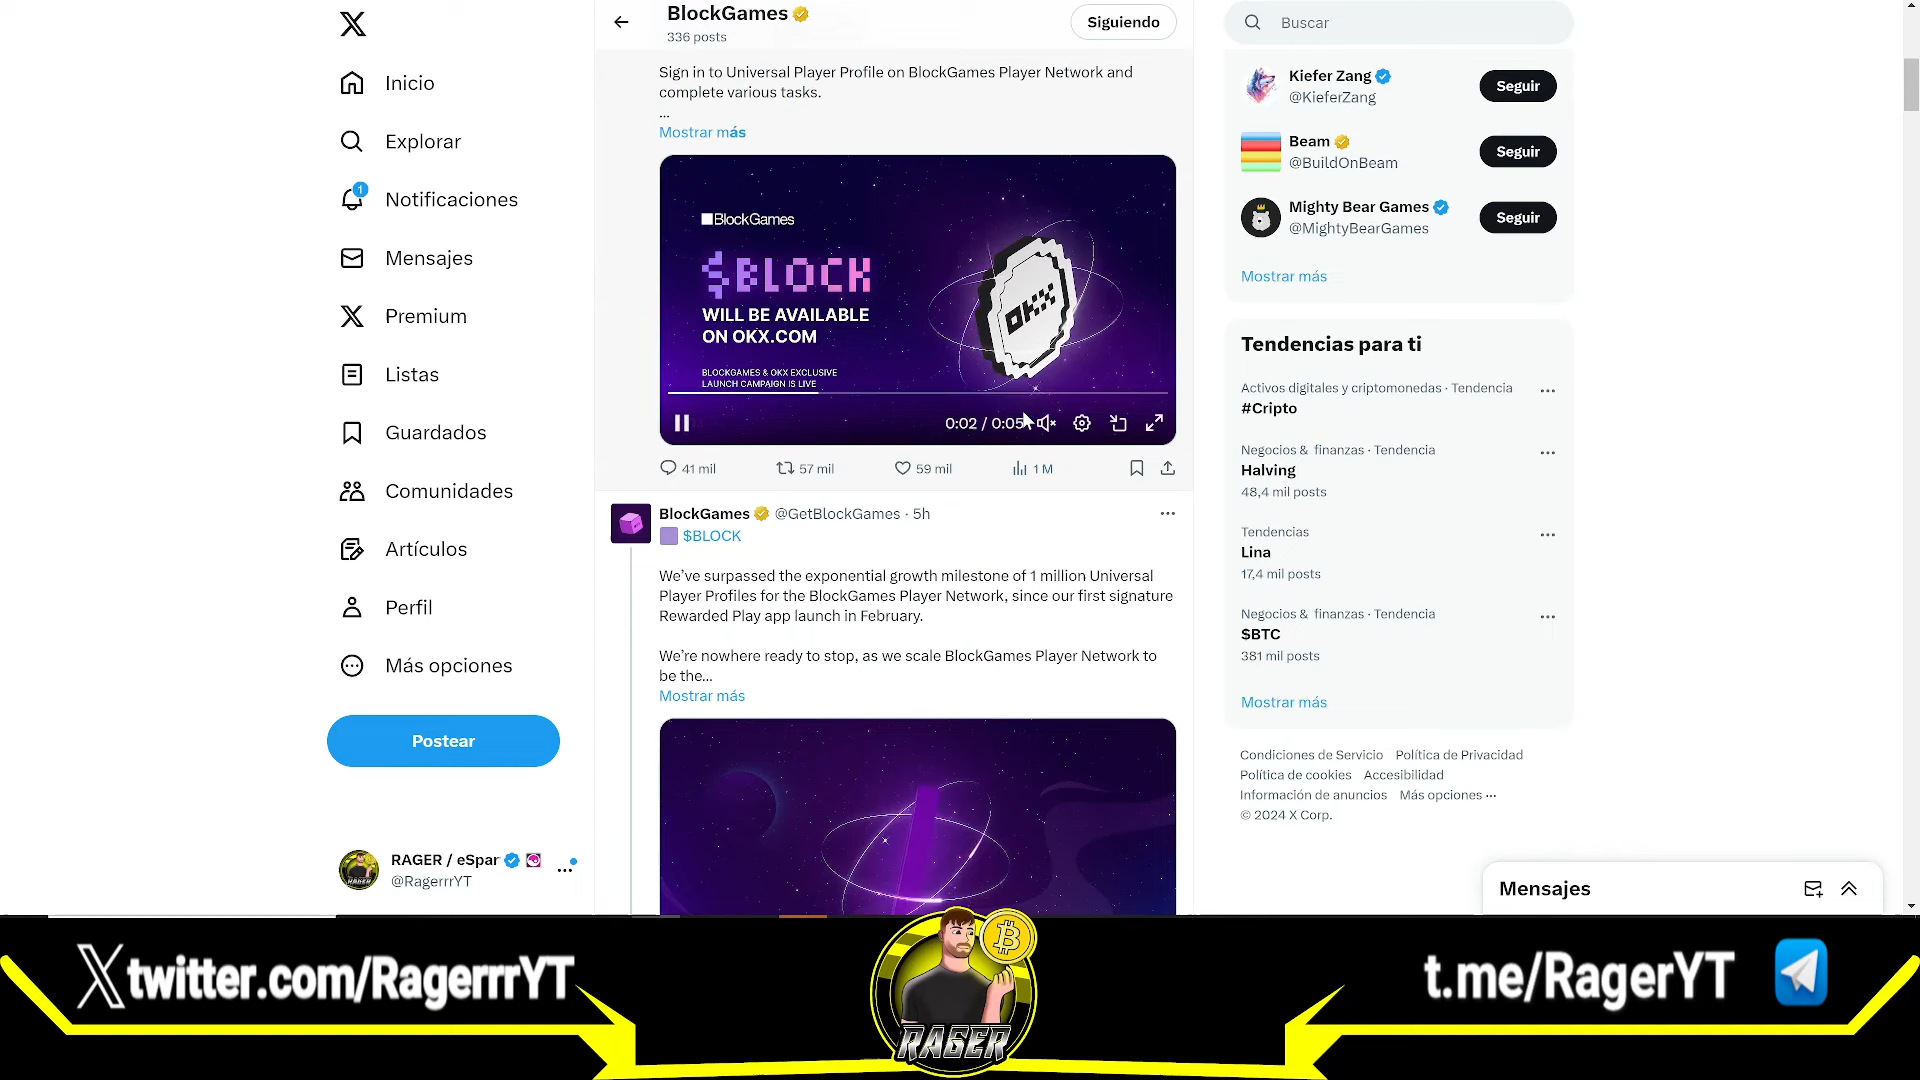 Inicio
Explorar
1
Notificaciones
Mensajes
Premium
Listas
Guardados
Comunidades
Artículos
Perfil
Más opciones
Postear
RAGER / eSpar
@RagerrrYT
BlockGames
336 posts
Siguiendo
Sign in to Universal Player Profile on BlockGames Player Network and
complete various tasks.
...
Mostrar más
BlockGames
$BLOCK
WILL BE AVAILABLE
ON OKX.COM
BLOCKGAMES & OKX EXCLUSIVE
LAUNCH CAMPAIGN IS LIVE
OKX
0:02 / 0:05
41 mil
57 mil
59 mil
1 M
BlockGames @GetBlockGames · 5h
$BLOCK
We've surpassed the exponential growth milestone of 1 million Universal
Player Profiles for the BlockGames Player Network, since our first signature
Rewarded Play app launch in February.
We're nowhere ready to stop, as we scale BlockGames Player Network to
be the...
Mostrar más
Buscar
Kiefer Zang
@KieferZang
Seguir
Beam
@BuildOnBeam
Seguir
Mighty Bear Games
@MightyBearGames
Seguir
Mostrar más
Tendencias para ti
Activos digitales y criptomonedas · Tendencia
#Cripto
Negocios & finanzas · Tendencia
Halving
48,4 mil posts
Tendencias
Lina
17,4 mil posts
Negocios & finanzas · Tendencia
$BTC
381 mil posts
Mostrar más
Condiciones de Servicio Política de Privacidad
Política de cookies Accesibilidad
Información de anuncios Más opciones ···
© 2024 X Corp.
Mensajes
twitter.com/RagerrrYT
RAGER
t.me/RagerYT